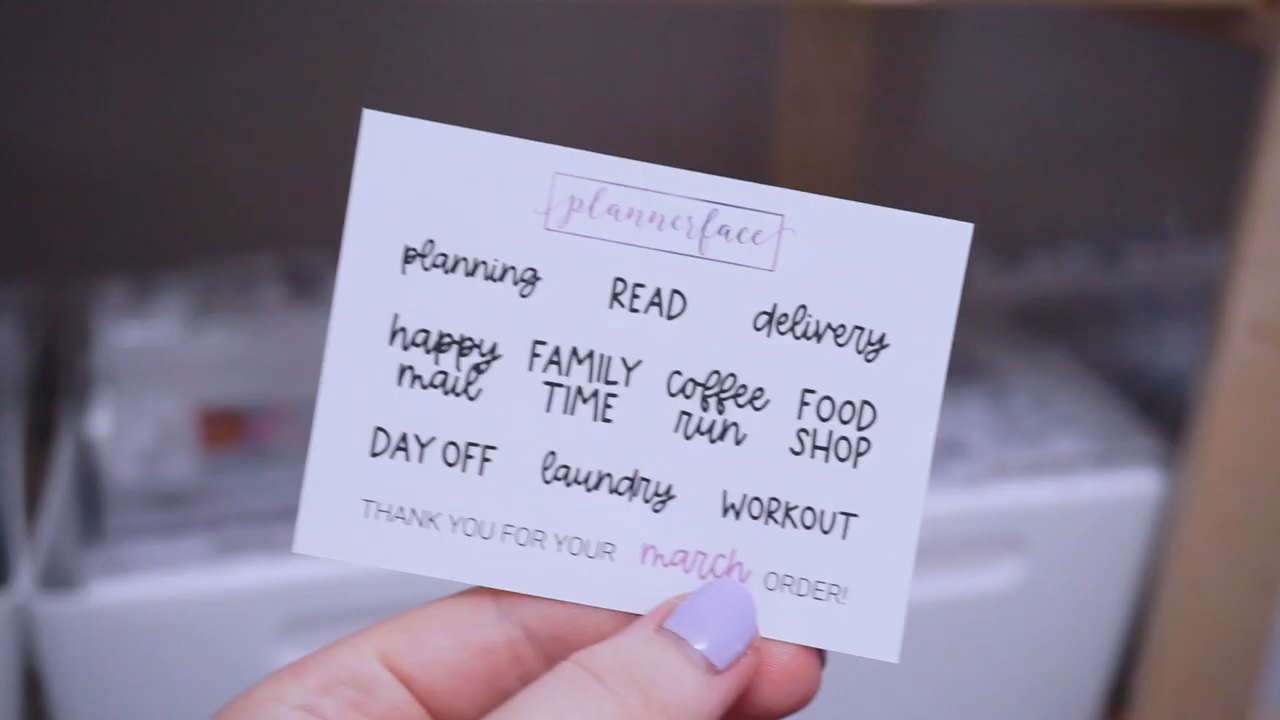 plannerface
planning READ delivery
happy mail FAMILY TIME coffee run FOOD SHOP
DAY OFF laundry WORKOUT
THANK YOU FOR YOUR march ORDER!